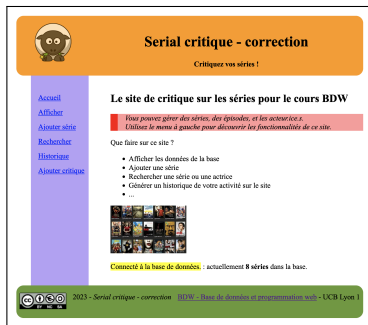 Serial critique - correction
Critiquez vos séries !
Accueil
Afficher
Ajouter série
Rechercher
Historique
Ajouter critique
Le site de critique sur les séries pour le cours BDW
Vous pouvez gérer des séries, des épisodes, et les acteur.ice.s.
Utilisez le menu à gauche pour découvrir les fonctionnalités de ce site.
Que faire sur ce site ?
• Afficher les données de la base
• Ajouter une série
• Rechercher une série ou une actrice
• Générer un historique de votre activité sur le site
• ...
Connecté à la base de données. : actuellement 8 séries dans la base.
CC BY NC SA 2023 - Serial critique - correction BDW - Base de données et programmation web - UCB Lyon 1